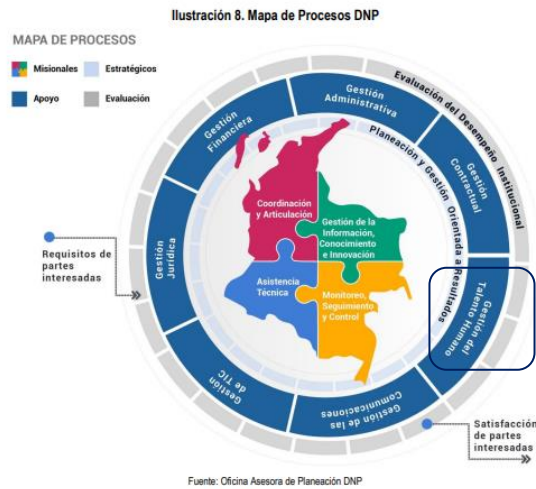 Ilustración 8. Mapa de Procesos DNP
MAPA DE PROCESOS
Misionales
Estratégicos
Apoyo
Evaluación
Evaluación del Desempeño Institucional
Planeación y Gestión Orientada a Resultados
Gestión
Financiera
Gestión
Administrativa
Gestión
Contractual
Gestión del
Talento Humano
Gestión de las
Comunicaciones
Gestión
de TIC
Gestión
Jurídica
Coordinación
y Articulación
Gestión de la
Información,
Conocimiento
e Innovación
Asistencia
Técnica
Monitoreo,
Seguimiento
y Control
Requisitos de
partes
interesadas
Satisfacción
de partes
interesadas
Fuente: Oficina Asesora de Planeación DNP